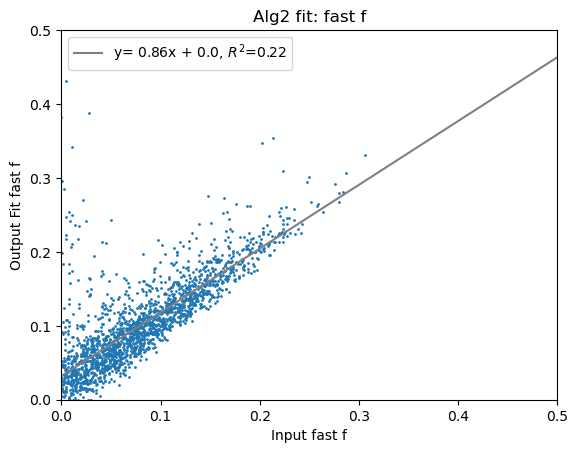 Alg2 fit: fast f
y= 0.86x + 0.0, R²=0.22
Output Fit fast f
0.5
0.4
0.3
0.2
0.1
0.0
0.0 0.1 0.2 0.3 0.4 0.5
Input fast f